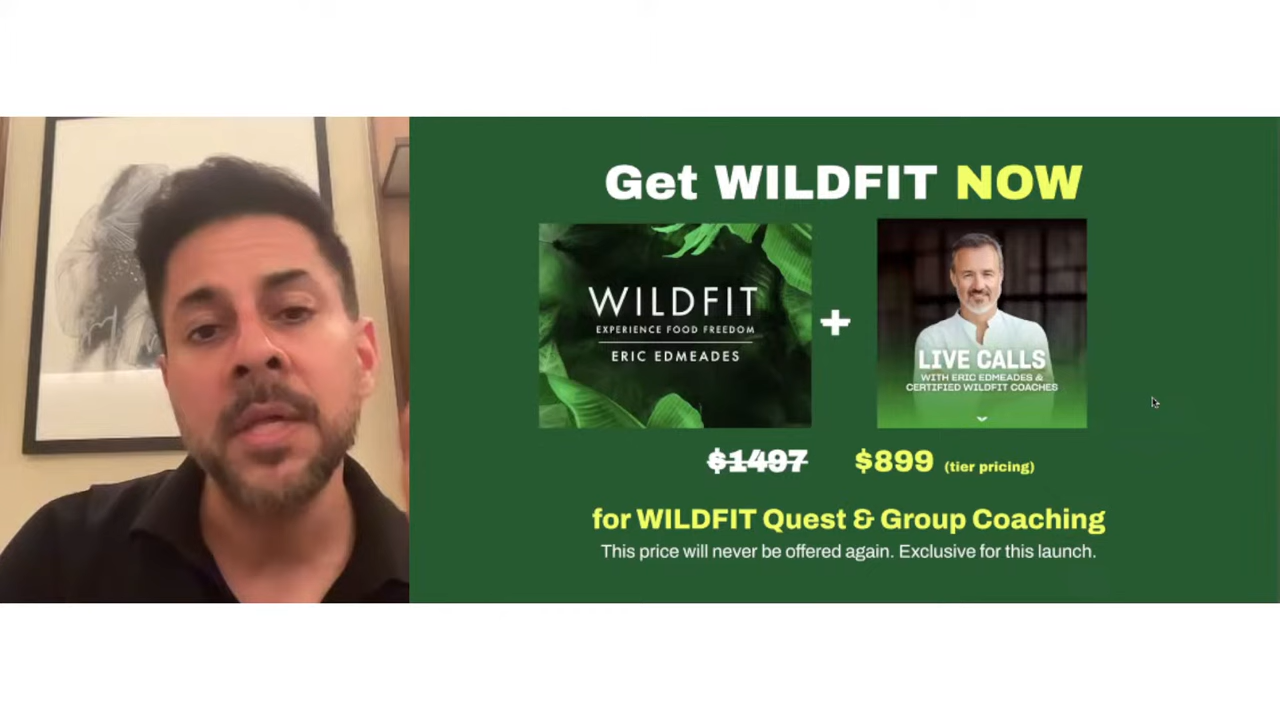 Get WILDFIT NOW
WILDFIT
EXPERIENCE FOOD FREEDOM
ERIC EDMEADES
+
LIVE CALLS
WITH ERIC EDMEADES &
CERTIFIED WILDFIT COACHES
$1497 $899 (tier pricing)
for WILDFIT Quest & Group Coaching
This price will never be offered again. Exclusive for this launch.